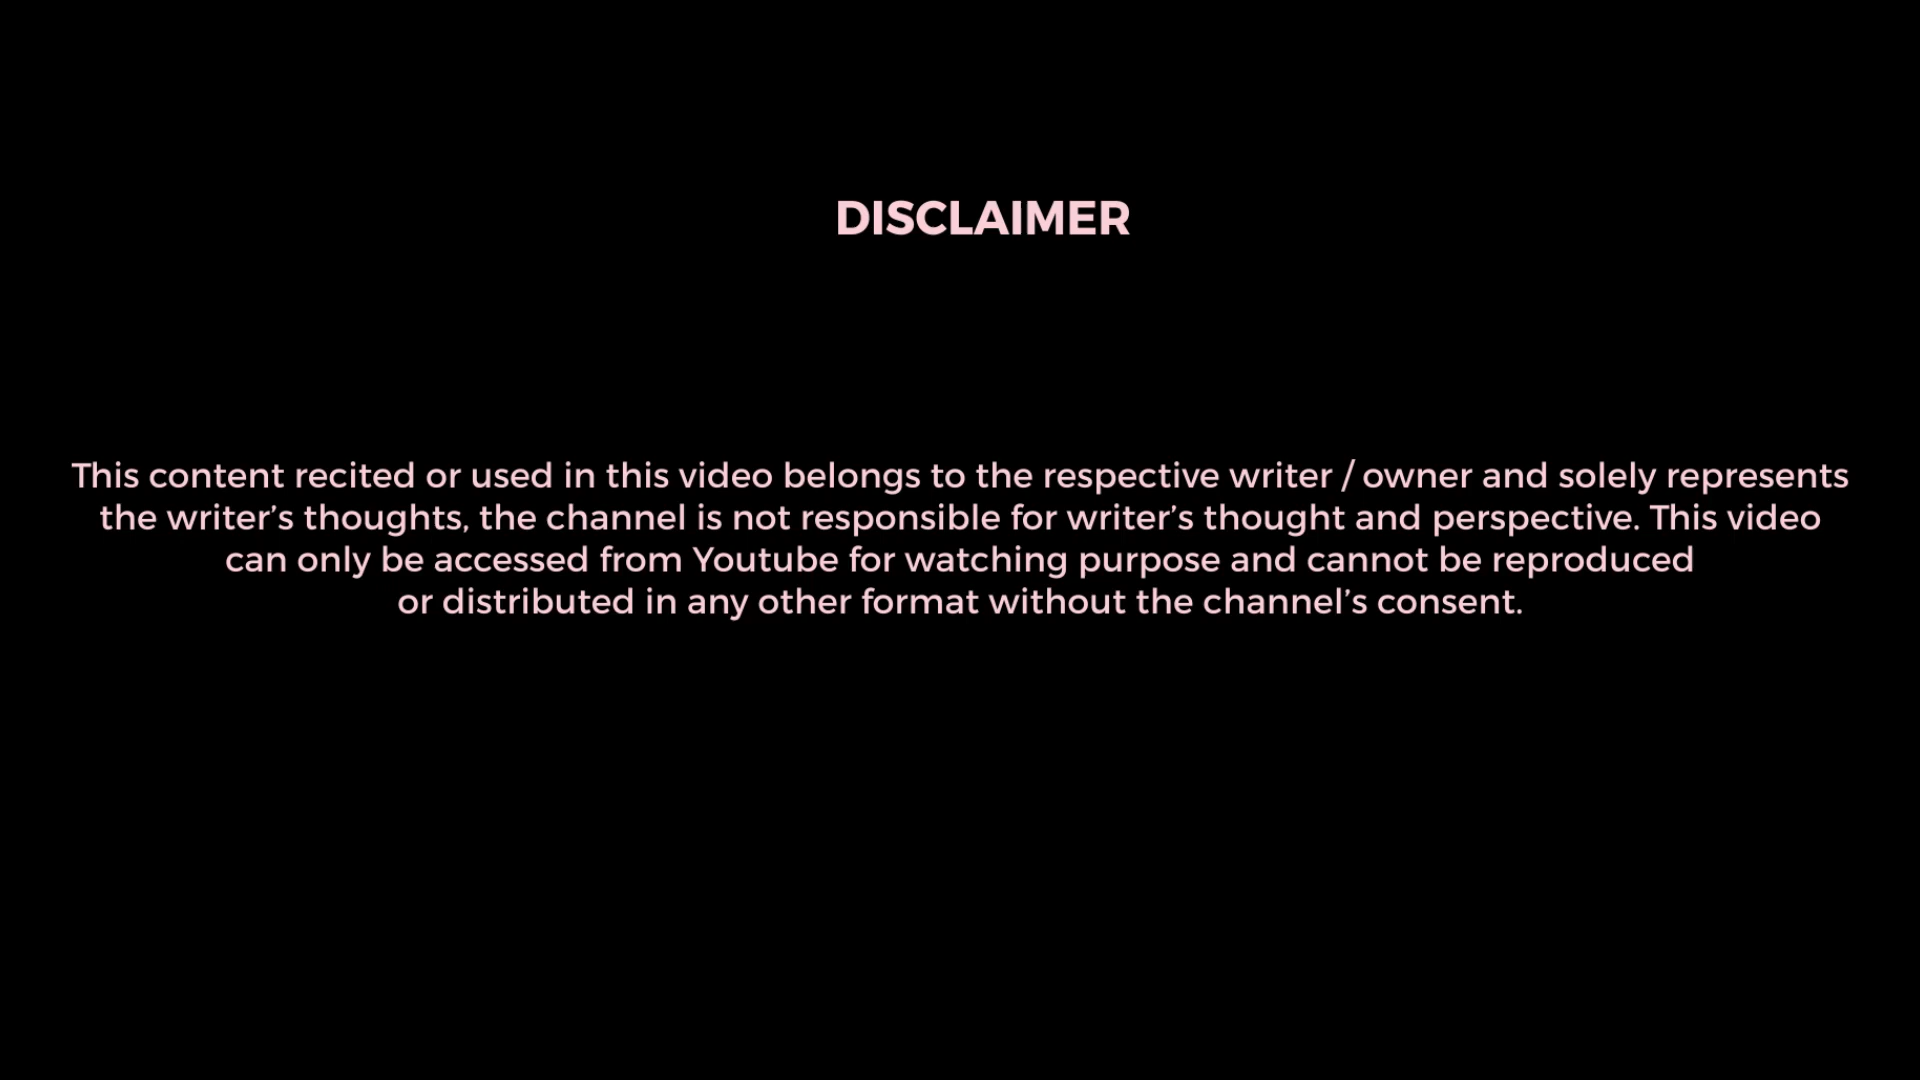 DISCLAIMER
This content recited or used in this video belongs to the respective writer / owner and solely represents
the writer’s thoughts, the channel is not responsible for writer’s thought and perspective. This video
can only be accessed from Youtube for watching purpose and cannot be reproduced
or distributed in any other format without the channel’s consent.